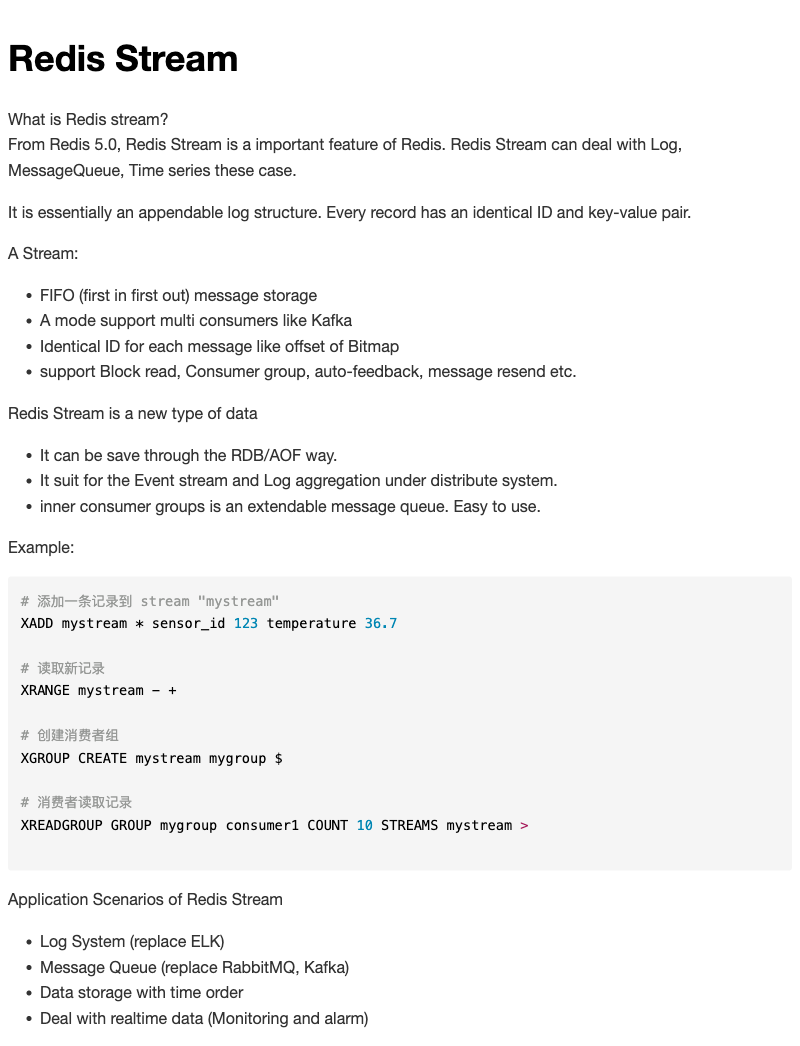 Redis Stream
What is Redis stream?
From Redis 5.0, Redis Stream is a important feature of Redis. Redis Stream can deal with Log,
MessageQueue, Time series these case.
It is essentially an appendable log structure. Every record has an identical ID and key-value pair.
A Stream:
• FIFO (first in first out) message storage
• A mode support multi consumers like Kafka
• Identical ID for each message like offset of Bitmap
• support Block read, Consumer group, auto-feedback, message resend etc.
Redis Stream is a new type of data
• It can be save through the RDB/AOF way.
• It suit for the Event stream and Log aggregation under distribute system.
• inner consumer groups is an extendable message queue. Easy to use.
Example:
# 添加一条记录到 stream "mystream"
XADD mystream * sensor_id 123 temperature 36.7
# 读取新记录
XRANGE mystream - +
# 创建消费者组
XGROUP CREATE mystream mygroup $
# 消费者读取记录
XREADGROUP GROUP mygroup consumer1 COUNT 10 STREAMS mystream >
Application Scenarios of Redis Stream
• Log System (replace ELK)
• Message Queue (replace RabbitMQ, Kafka)
• Data storage with time order
• Deal with realtime data (Monitoring and alarm)